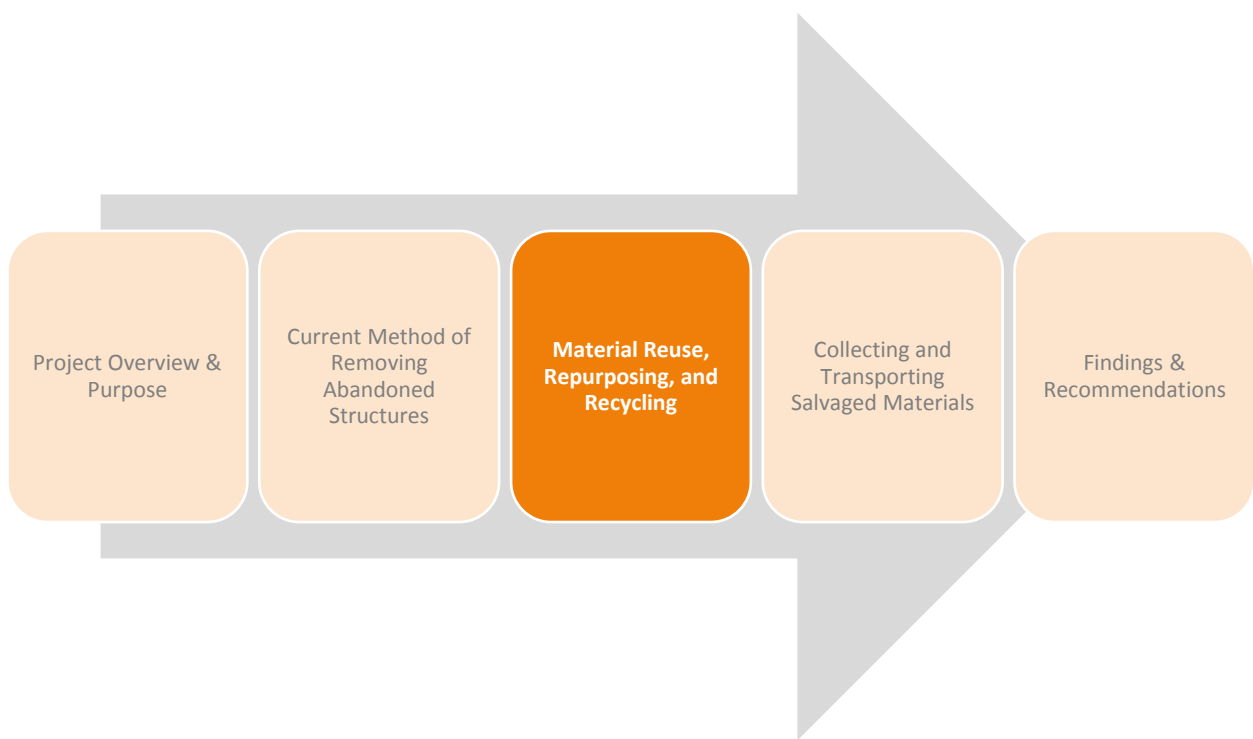 Project Overview &
Purpose
Current Method of
Removing
Abandoned
Structures
Material Reuse,
Repurposing, and
Recycling
Collecting and
Transporting
Salvaged Materials
Findings &
Recommendations